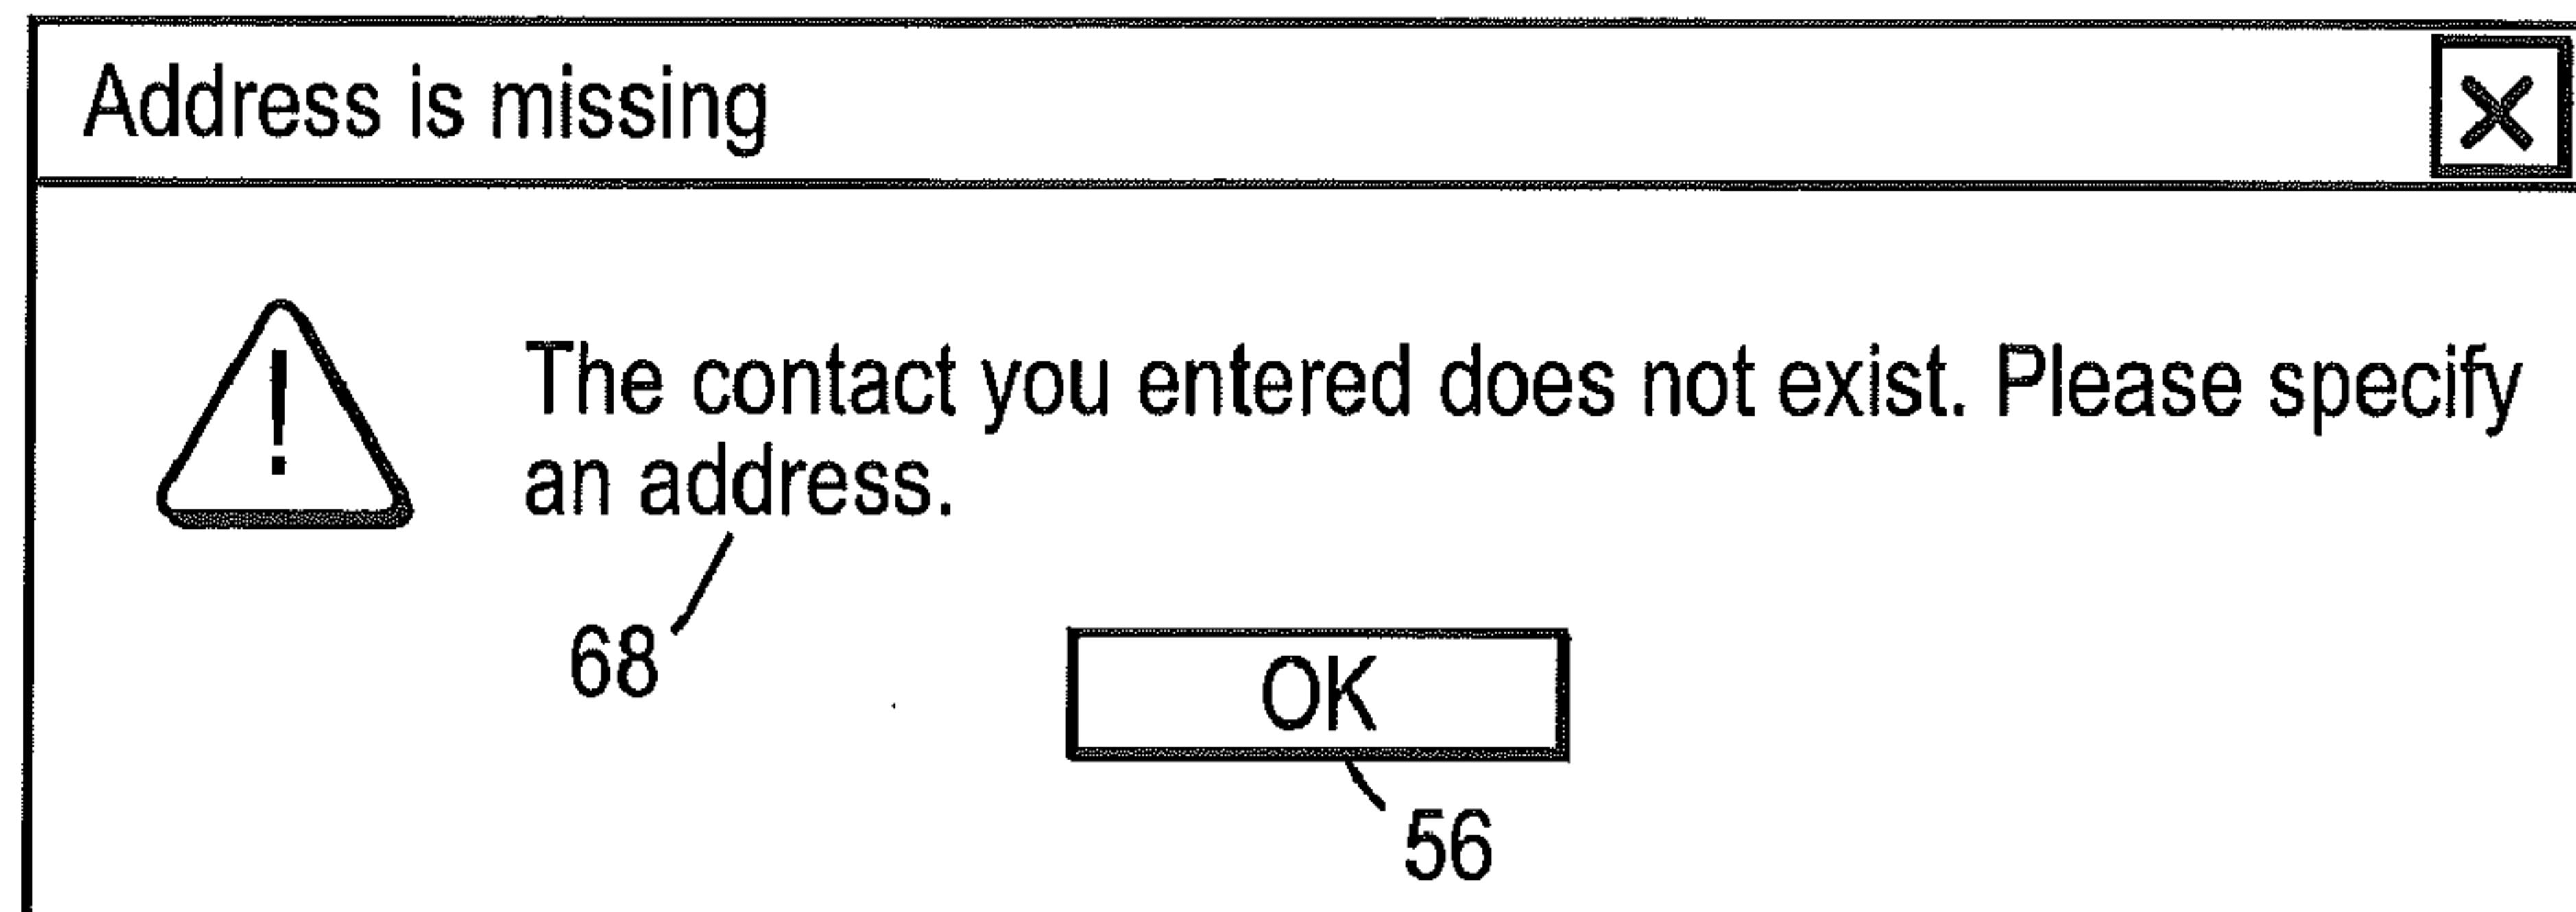 Address is missing
!
The contact you entered does not exist. Please specify
an address.
68
OK
56